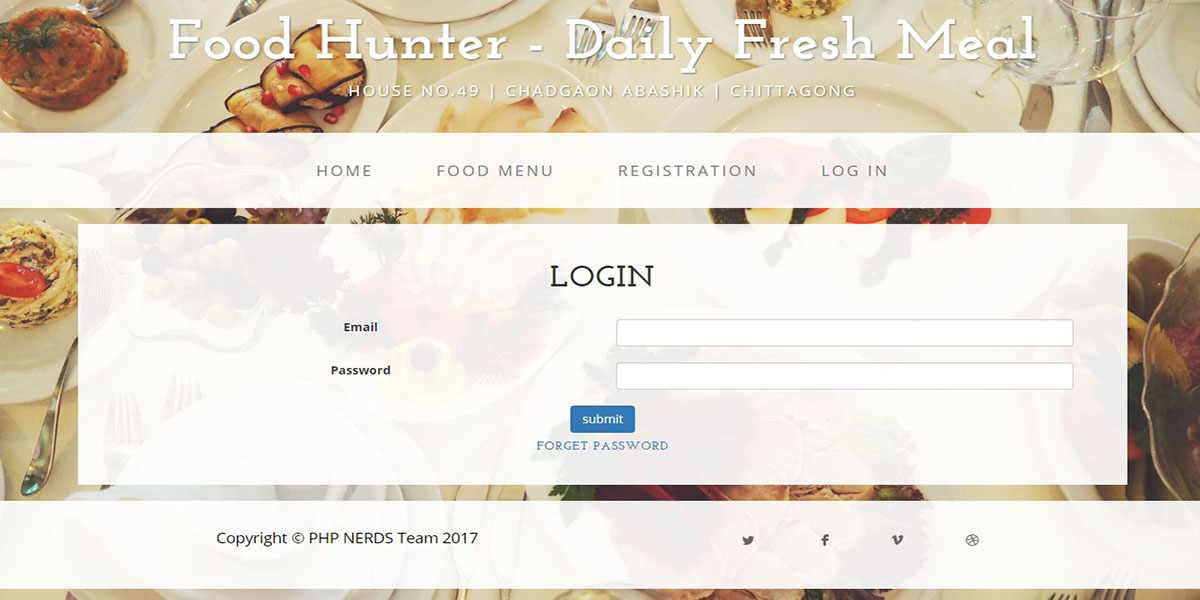 Food Hunter - Daily Fresh Meal
HOUSE NO.49 | CHADGAON ABASHIK | CHITTAGONG
HOME FOOD MENU REGISTRATION LOG IN
LOGIN
Email
Password
submit
FORGET PASSWORD
Copyright © PHP NERDS Team 2017